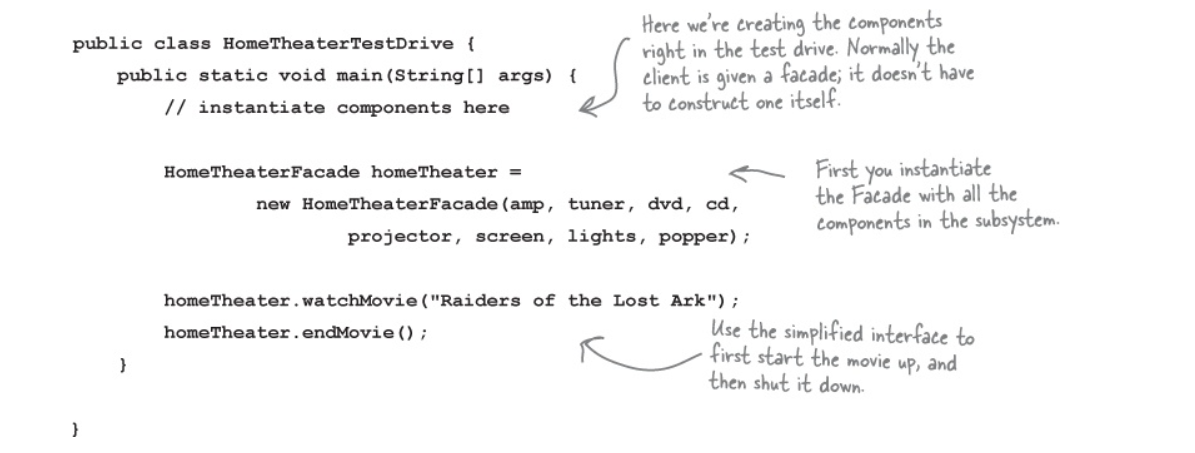 public class HomeTheaterTestDrive {
public static void main(String[] args) {
// instantiate components here
Here we're creating the components
right in the test drive. Normally the
client is given a facade; it doesn't have
to construct one itself.
HomeTheaterFacade homeTheater =
new HomeTheaterFacade(amp, tuner, dvd, cd,
projector, screen, lights, popper);
First you instantiate
the Facade with all the
components in the subsystem.
homeTheater.watchMovie("Raiders of the Lost Ark");
homeTheater.endMovie();
Use the simplified interface to
first start the movie up, and
then shut it down.
}
}